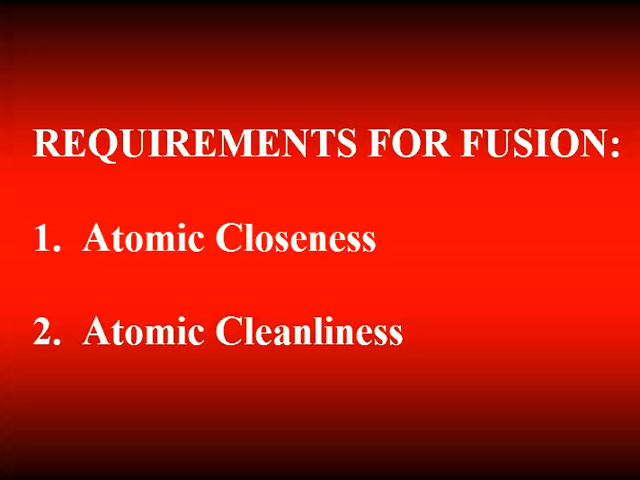 REQUIREMENTS FOR FUSION:
1. Atomic Closeness
2. Atomic Cleanliness